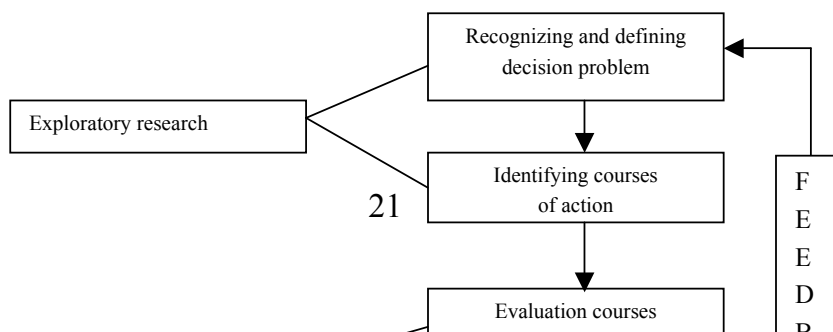 Recognizing and defining
decision problem
Exploratory research
Identifying courses
of action
21
F
E
E
D
Evaluation courses